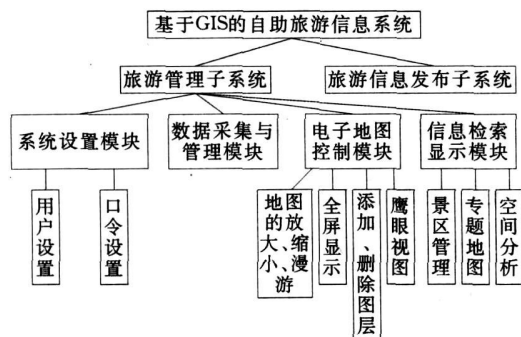 基于GIS的自助旅游信息系统
旅游管理子系统
旅游信息发布子系统
系统设置模块
数据采集与
管理模块
电子地图
控制模块
信息检索
显示模块
用户设置
口令设置
地图
的放
大、缩
小、漫
游
全屏显示
添加、删除图层
鹰眼视图
景区管理
专题地图
空间分析